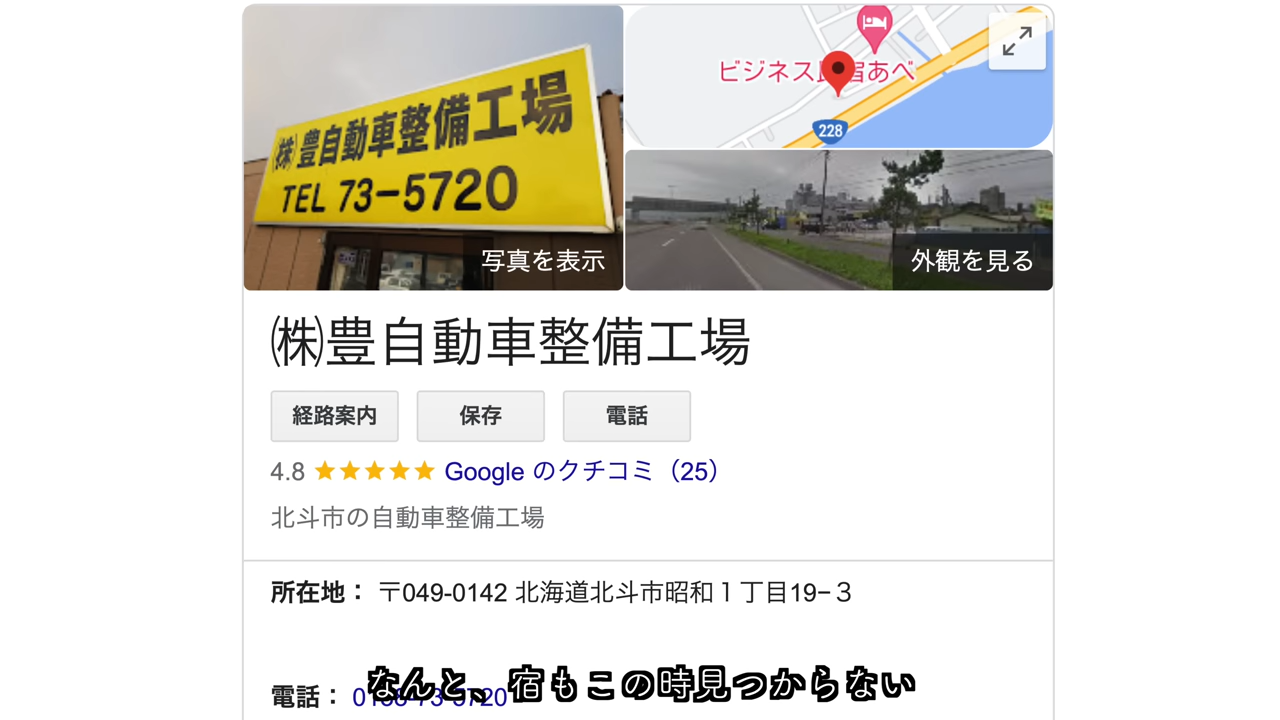 ㈱豊自動車整備工場
TEL 73-5720
写真を表示
ビジネス民宿あべ
228
外観を見る
㈱豊自動車整備工場
経路案内
保存
電話
4.8 ★★★★★ Google のクチコミ（25）
北斗市の自動車整備工場
所在地： 〒049-0142 北海道北斗市昭和１丁目19−３
電話： 0138-73-5720
なんと、宿もこの時見つからない